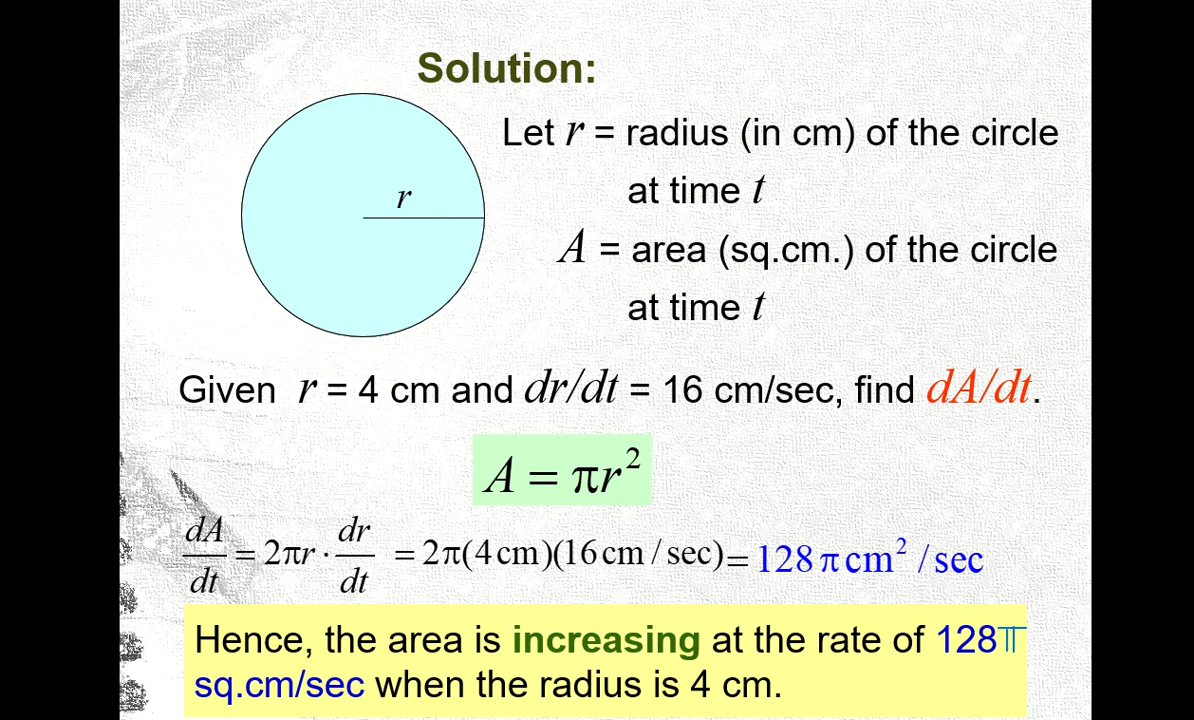 Solution:
r
Let r = radius (in cm) of the circle
at time t
A = area (sq.cm.) of the circle
at time t
Given r = 4 cm and dr/dt = 16 cm/sec, find dA/dt.
A = πr²
dA/dt = 2πr · dr/dt = 2π(4 cm)(16 cm / sec) = 128 π cm² / sec
Hence, the area is increasing at the rate of 128π
sq.cm/sec when the radius is 4 cm.